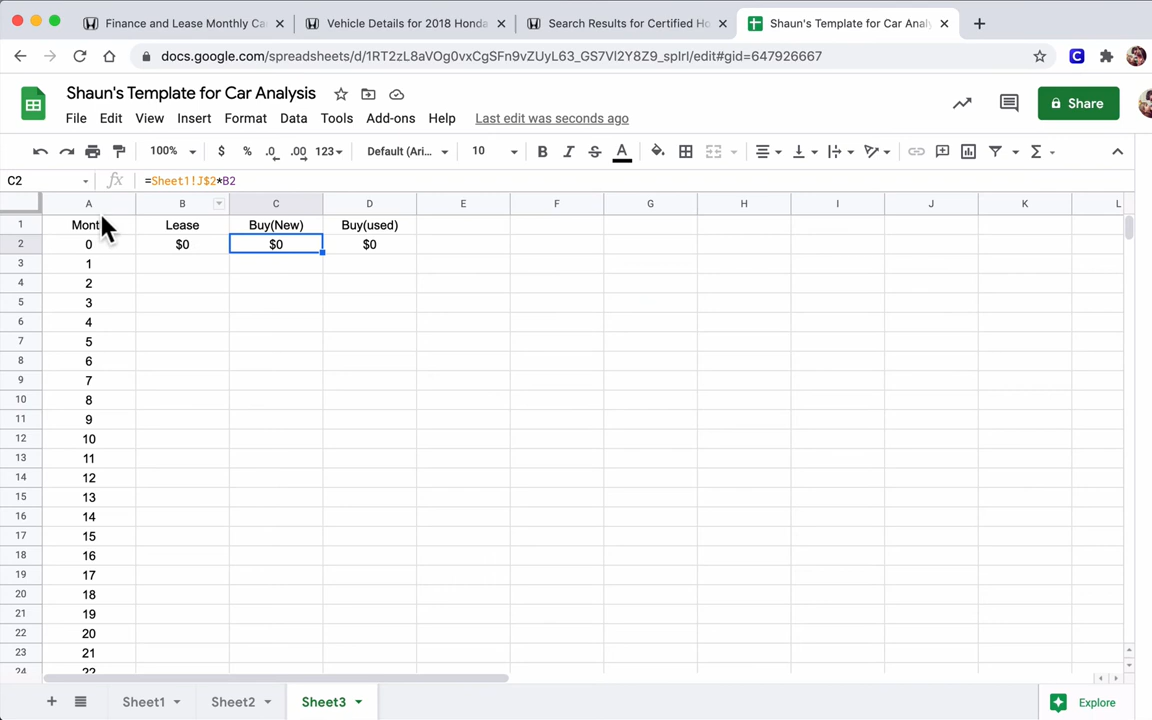 Finance and Lease Monthly Ca
Vehicle Details for 2018 Honda
Search Results for Certified Ho
Shaun's Template for Car Analy
docs.google.com/spreadsheets/d/1RT2zL8aVOg0vxCgSFn9vZUyL63_GS7Vl2Y8Z9_spIrI/edit#gid=647926667
Shaun's Template for Car Analysis
File Edit View Insert Format Data Tools Add-ons Help Last edit was seconds ago
Share
100% $ % .0 .00 123 Default (Ari... 10 B I S A
C2 fx =Sheet1!J$2*B2
A B C D E F G H I J K L
1 Mont Lease Buy(New) Buy(used)
2 0 $0 $0 $0
3 1
4 2
5 3
6 4
7 5
8 6
9 7
10 8
11 9
12 10
13 11
14 12
15 13
16 14
17 15
18 16
19 17
20 18
21 19
22 20
23 21
24 22
Sheet1 Sheet2 Sheet3 Explore